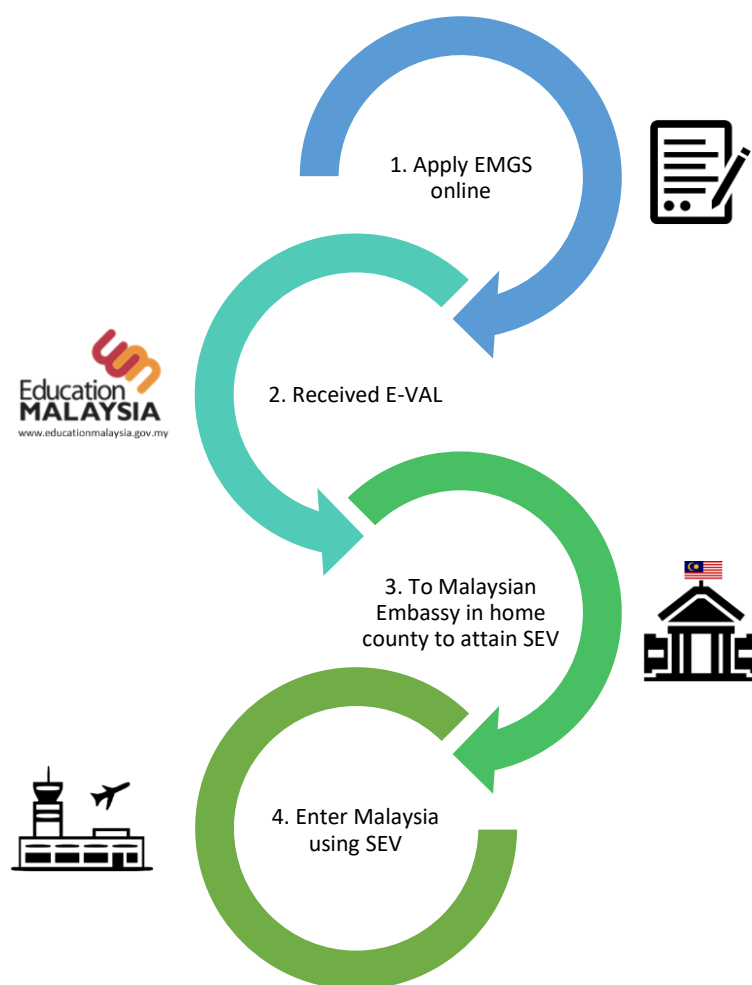 1. Apply EMGS
online
Education
MALAYSIA
www.educationmalaysia.gov.my
2. Received E-VAL
3. To Malaysian
Embassy in home
county to attain SEV
4. Enter Malaysia
using SEV